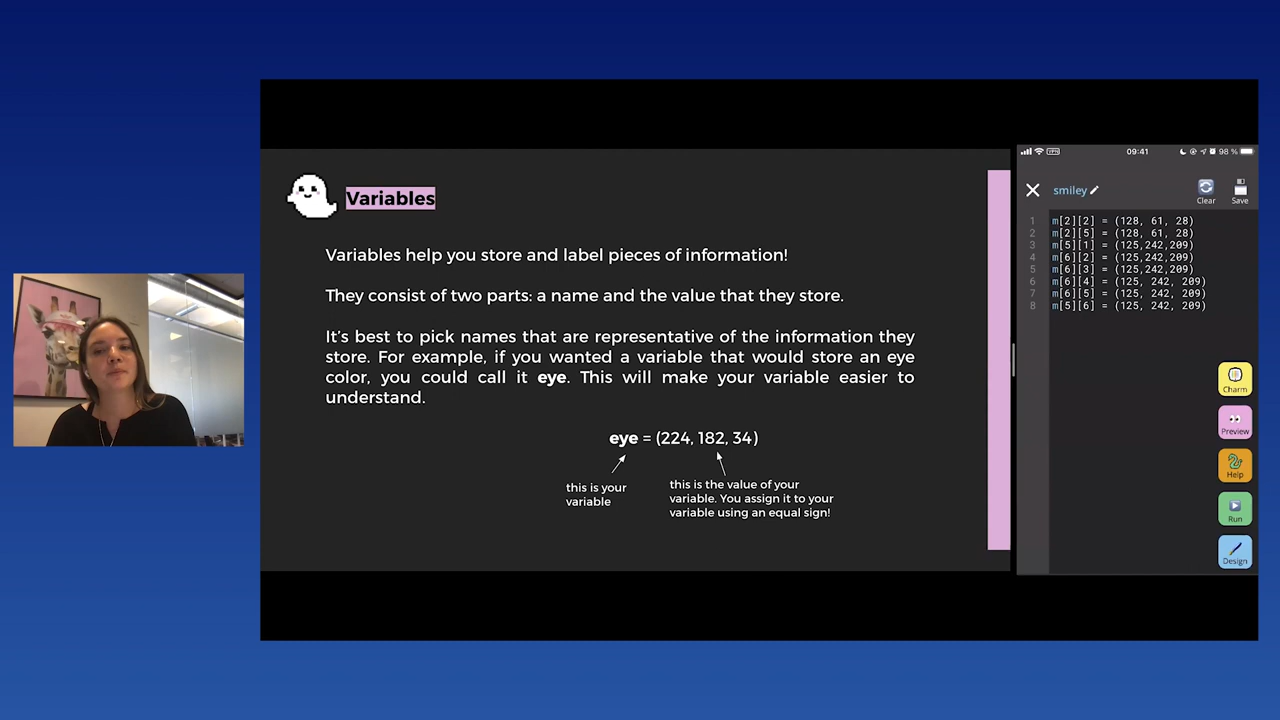 Variables
Variables help you store and label pieces of information!
They consist of two parts: a name and the value that they store.
It's best to pick names that are representative of the information they
store. For example, if you wanted a variable that would store an eye
color, you could call it eye. This will make your variable easier to
understand.
eye = (224, 182, 34)
this is your
variable
this is the value of your
variable. You assign it to your
variable using an equal sign!
VPN
09:41
98 %
smiley
Clear
Save
1 m[2][2] = (128, 61, 28)
2 m[2][5] = (128, 61, 28)
3 m[5][1] = (125,242,209)
4 m[6][2] = (125,242,209)
5 m[6][3] = (125,242,209)
6 m[6][4] = (125, 242, 209)
7 m[6][5] = (125, 242, 209)
8 m[5][6] = (125, 242, 209)
Charm
Preview
Help
Run
Design